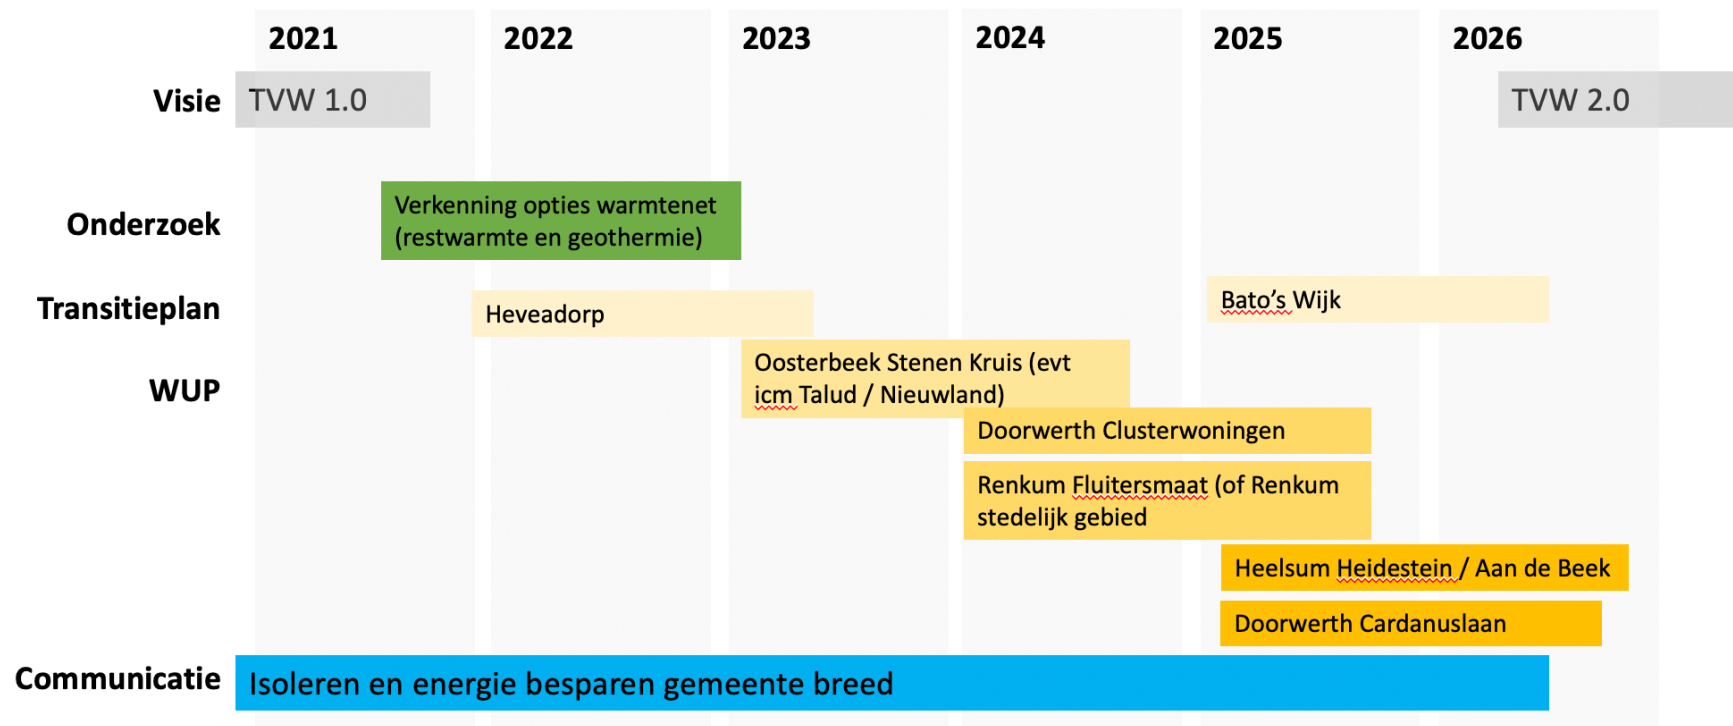 2021 2022 2023 2024 2025 2026
Visie
TVW 1.0
TVW 2.0
Onderzoek
Verkenning opties warmtenet
(restwarmte en geothermie)
Transitieplan
Heveadorp
Bato’s Wijk
WUP
Oosterbeek Stenen Kruis (evt
icm Talud / Nieuwland)
Doorwerth Clusterwoningen
Renkum Fluitersmaat (of Renkum
stedelijk gebied
Heelsum Heidestein / Aan de Beek
Doorwerth Cardanuslaan
Communicatie
Isoleren en energie besparen gemeente breed